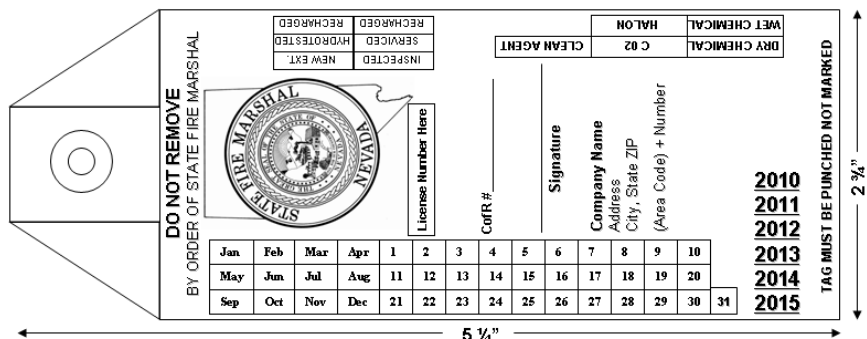 DO NOT REMOVE
BY ORDER OF STATE FIRE MARSHAL
INSPECTED NEW EXT.
SERVICED HYDROTESTED
RECHARGED RECHARGED
STATE FIRE MARSHAL
NEVADA
License Number Here
CofR #
Signature
Company Name
Address
City, State ZIP
(Area Code) + Number
DRY CHEMICAL C 02 CLEAN AGENT
WET CHEMICAL HALON
Jan Feb Mar Apr 1 2 3 4 5 6 7 8 9 10
May Jun Jul Aug 11 12 13 14 15 16 17 18 19 20
Sep Oct Nov Dec 21 22 23 24 25 26 27 28 29 30 31
2010
2011
2012
2013
2014
2015
TAG MUST BE PUNCHED NOT MARKED
2 ¾”
5 ¼”